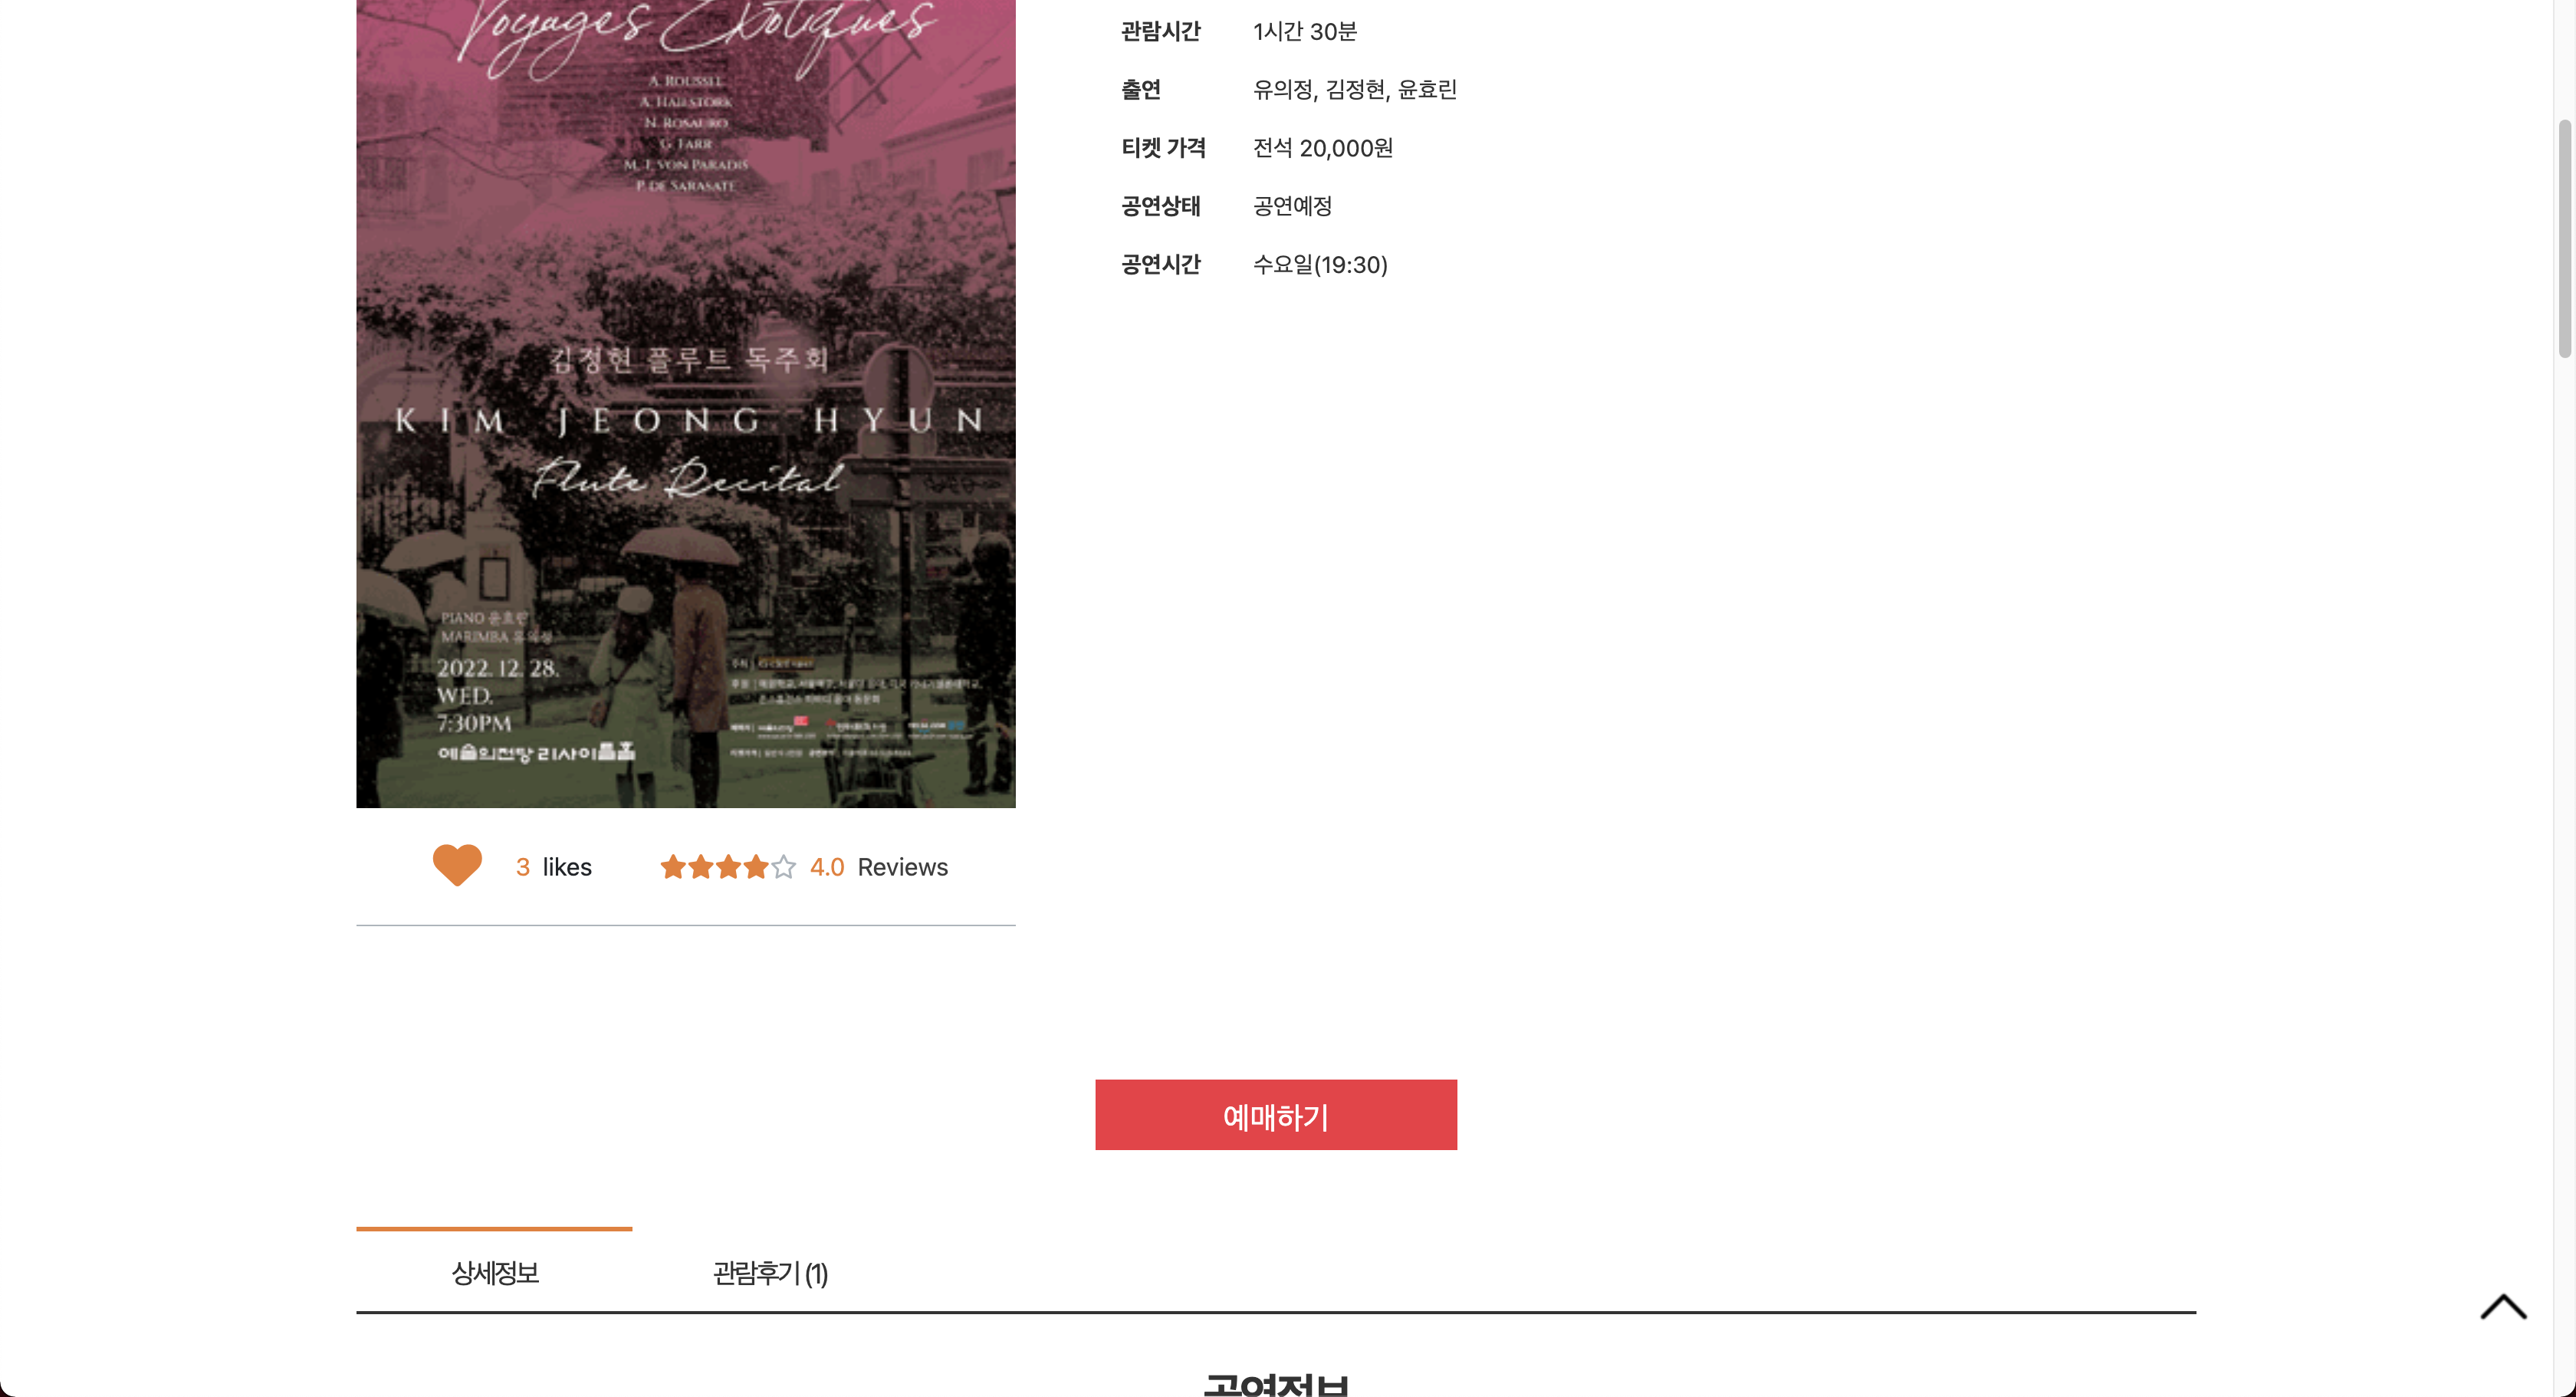 Voyages Exotiques
A. ROUSSEL
A. HAILSTORK
N. ROSAURO
G. FARR
M. T. VON PARADIS
P. DE SARASATE
김정현 플루트 독주회
KIM JEONG HYUN
Flute Recital
PIANO 윤효린
MARIMBA 유의정
2022. 12. 28.
WED.
7:30PM
예술의전당 리사이틀홀
주최 |
후원 |
3 likes
4.0 Reviews
관람시간 1시간 30분
출연 유의정, 김정현, 윤효린
티켓 가격 전석 20,000원
공연상태 공연예정
공연시간 수요일(19:30)
예매하기
상세정보
관람후기 (1)
공연정보